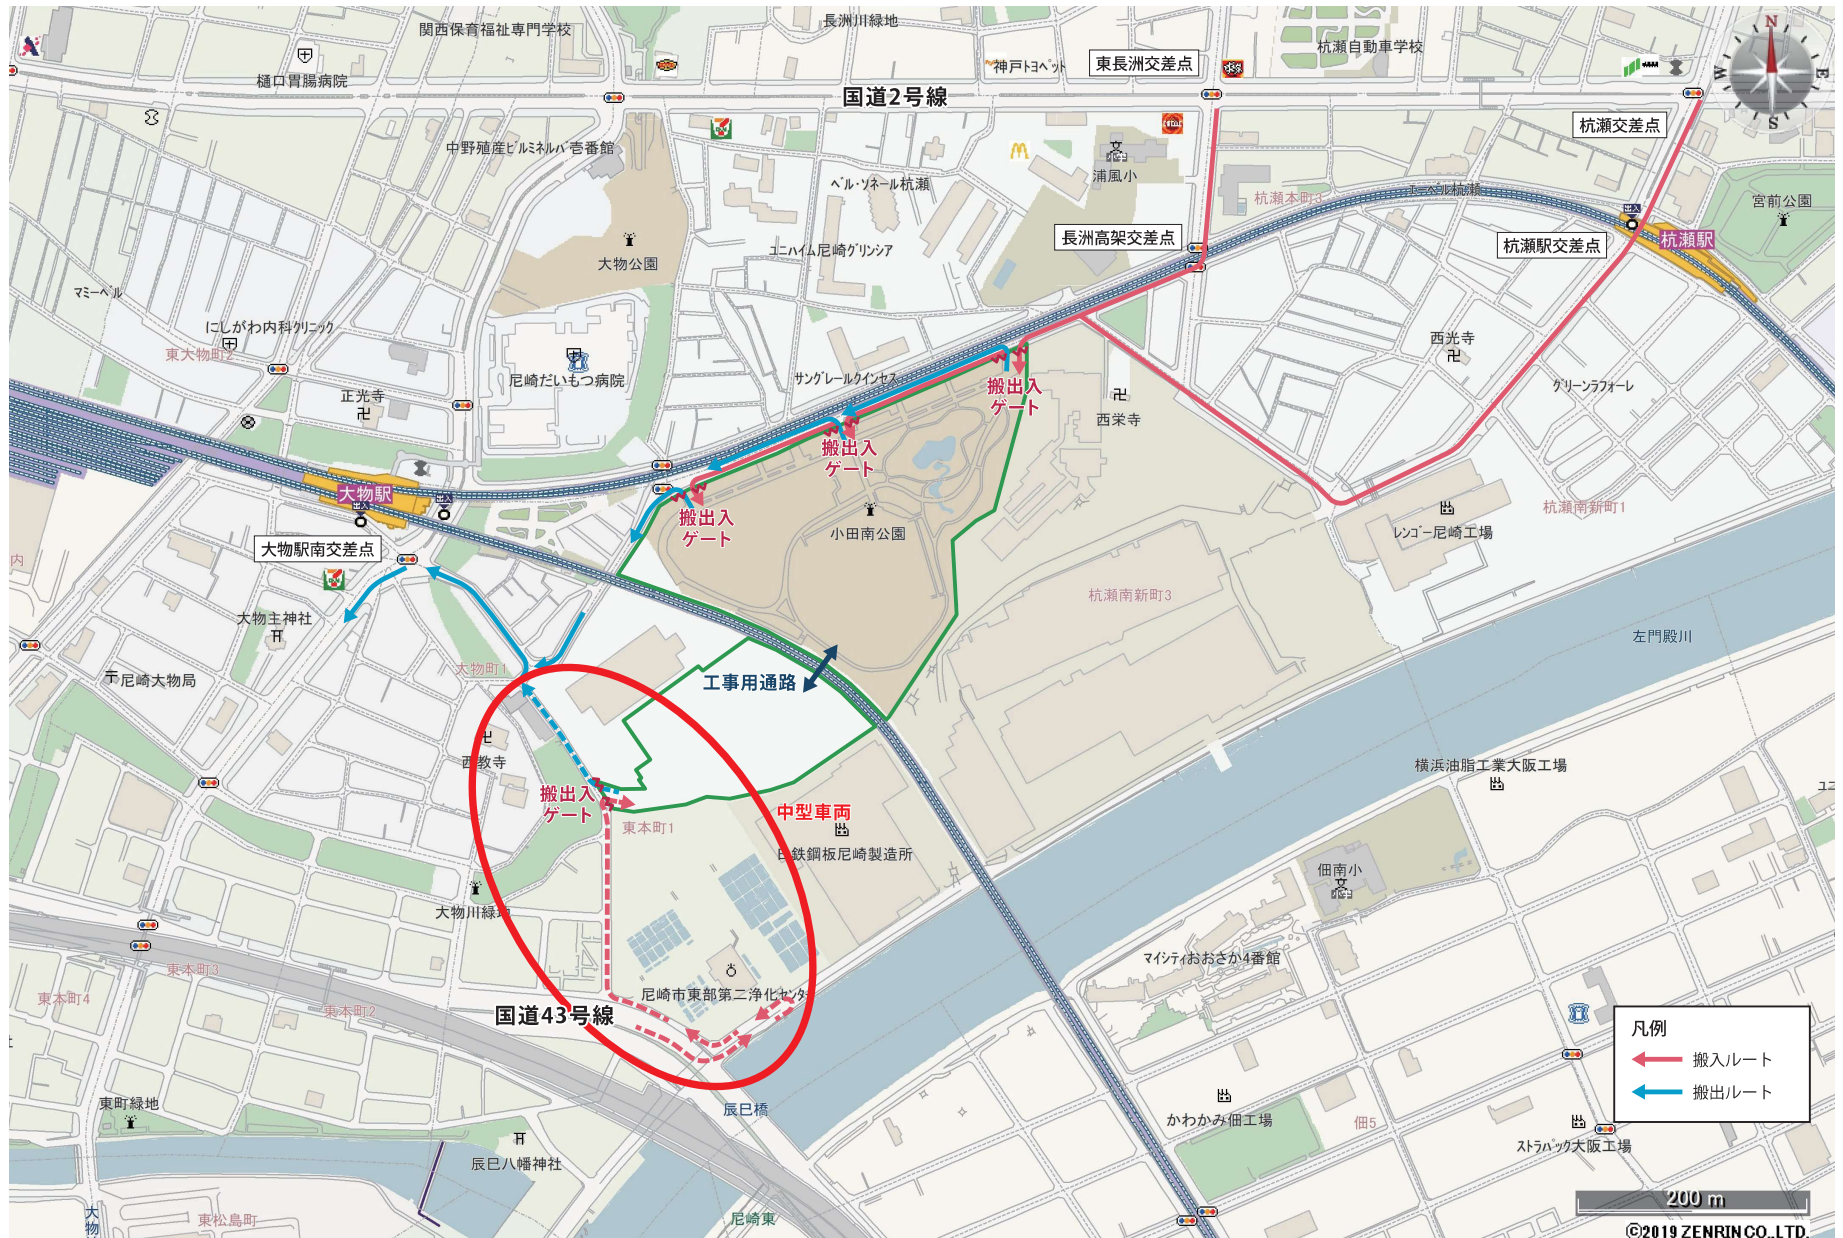 関西保育福祉専門学校
長洲川緑地
杭瀬自動車学校
東長洲交差点
神戸トヨペット
樋口胃腸病院
国道2号線
杭瀬交差点
N
W
E
S
中野殖産ビルミネルバ壱番館
浦風小
ベル・ソネール杭瀬
杭瀬本町3
エーベル杭瀬
宮前公園
出入
長洲高架交差点
杭瀬駅交差点
杭瀬駅
ユニハイム尼崎グリンシア
大物公園
マミーベル
にしがわ内科クリニック
東大物町2
西光寺
尼崎だいもつ病院
サングレールクインセス
搬出入
ゲート
グリーンラフォーレ
正光寺
西栄寺
搬出入
ゲート
大物駅
出入
出入
搬出入
ゲート
小田南公園
レンゴー尼崎工場
杭瀬南新町1
大物駅南交差点
内
杭瀬南新町3
大物主神社
左門殿川
大物町1
尼崎大物局
工事用通路
西教寺
横浜油脂工業大阪工場
ユニ
搬出入
ゲート
中型車両
東本町1
日鉄鋼板尼崎製造所
佃南小
大物川緑地
マイシティおおさか4番館
東本町3
東本町4
東本町2
尼崎市東部第二浄化センター
国道43号線
凡例
搬入ルート
搬出ルート
東町緑地
辰巳橋
かわかみ佃工場
佃5
ストラパック大阪工場
辰巳八幡神社
大物
東松島町
尼崎東
200 m
©2019 ZENRIN CO.,LTD.